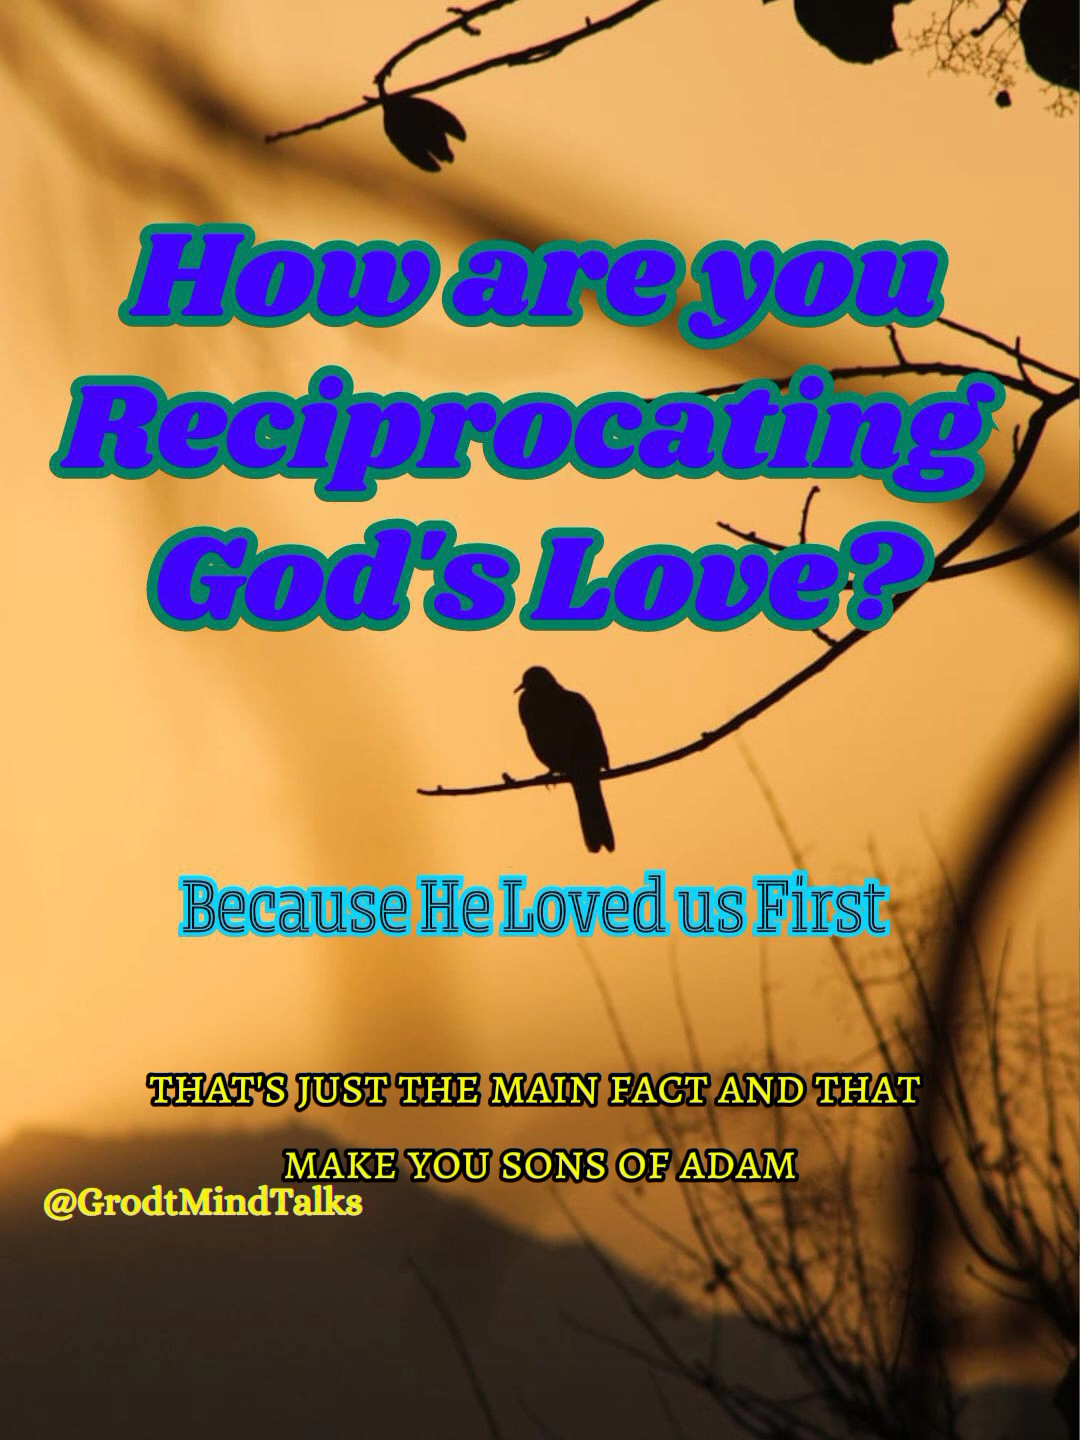 How are you
Reciprocating
God's Love?
Because He Loved us First
THAT'S JUST THE MAIN FACT AND THAT
MAKE YOU SONS OF ADAM
@GrodtMindTalks